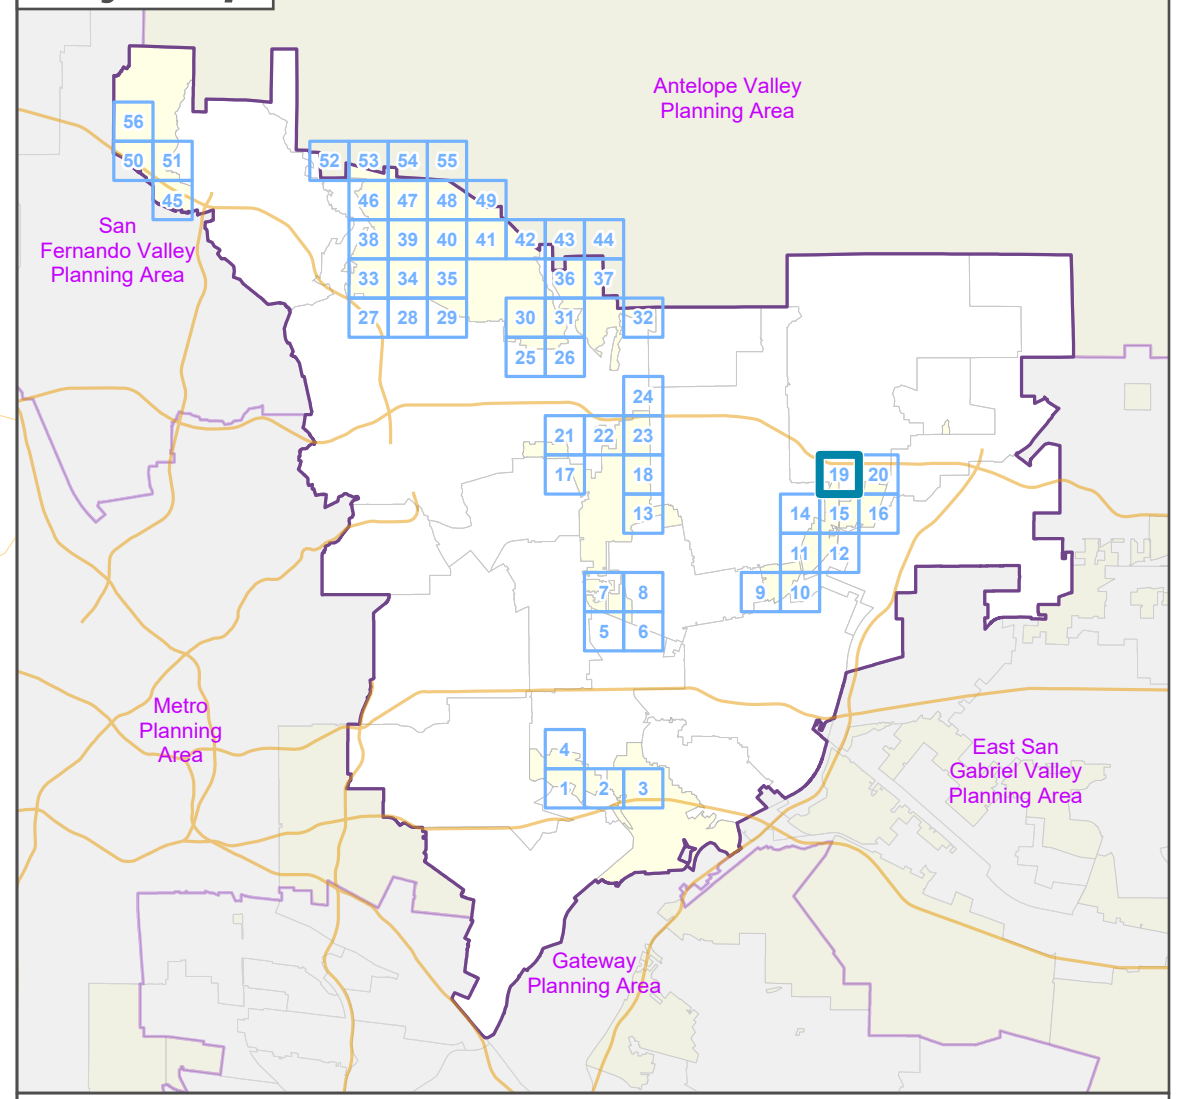 Antelope Valley
Planning Area
56
50 51
52 53 54 55
45
46 47 48 49
San
Fernando Valley
Planning Area
38 39 40 41 42 43 44
33 34 35 36 37
27 28 29 30 31 32
25 26
24
21 22 23
17 18 19 20
13 14 15 16
11 12
7 8 9 10
5 6
Metro
Planning
Area
East San
Gabriel Valley
Planning Area
4
1 2 3
Gateway
Planning Area